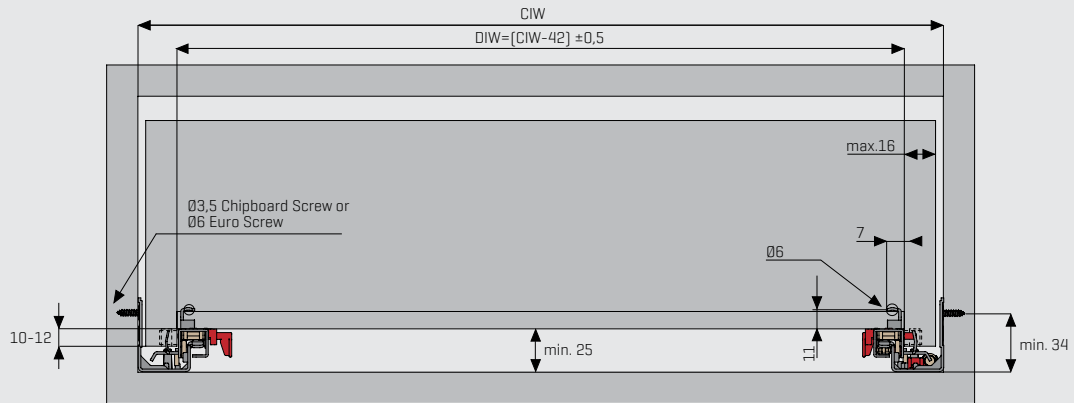 CIW
DIW=(CIW-42) ±0,5
max.16
Ø3,5 Chipboard Screw or
Ø6 Euro Screw
7
Ø6
10-12
min. 25
11
min. 34